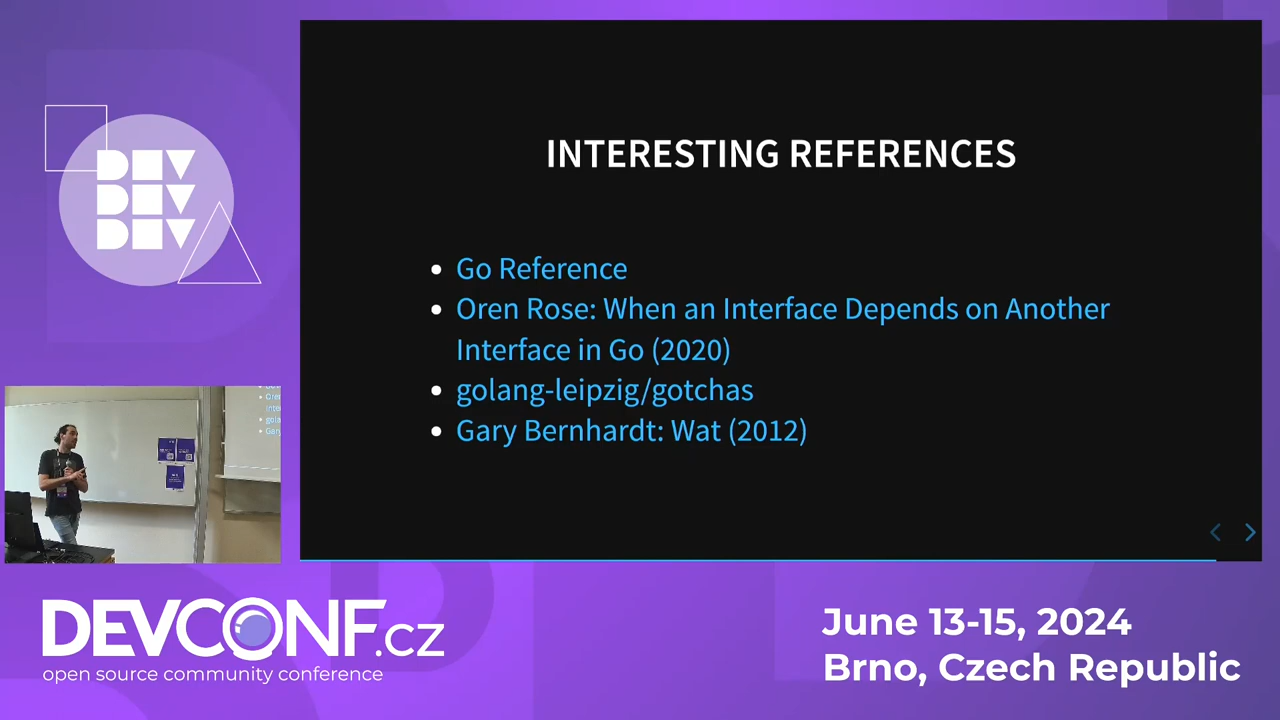 DEV
DEV
DEV
INTERESTING REFERENCES
Go Reference
Oren Rose: When an Interface Depends on Another
Interface in Go (2020)
golang-leipzig/gotchas
Gary Bernhardt: Wat (2012)
DEVCONF.cz
open source community conference
June 13-15, 2024
Brno, Czech Republic